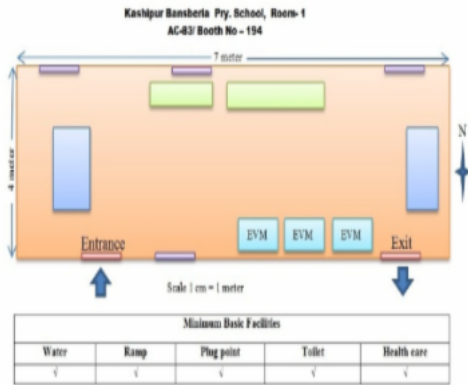 Kashipur Bansberia Pry. School, Room- 1
AC-83/ Booth No – 194
7 meter
4 meter
N
EVM EVM EVM
Entrance Exit
Scale 1 cm = 1 meter
Minimum Basic Facilities
Water Ramp Plug point Toilet Health care
√ √ √ √ √